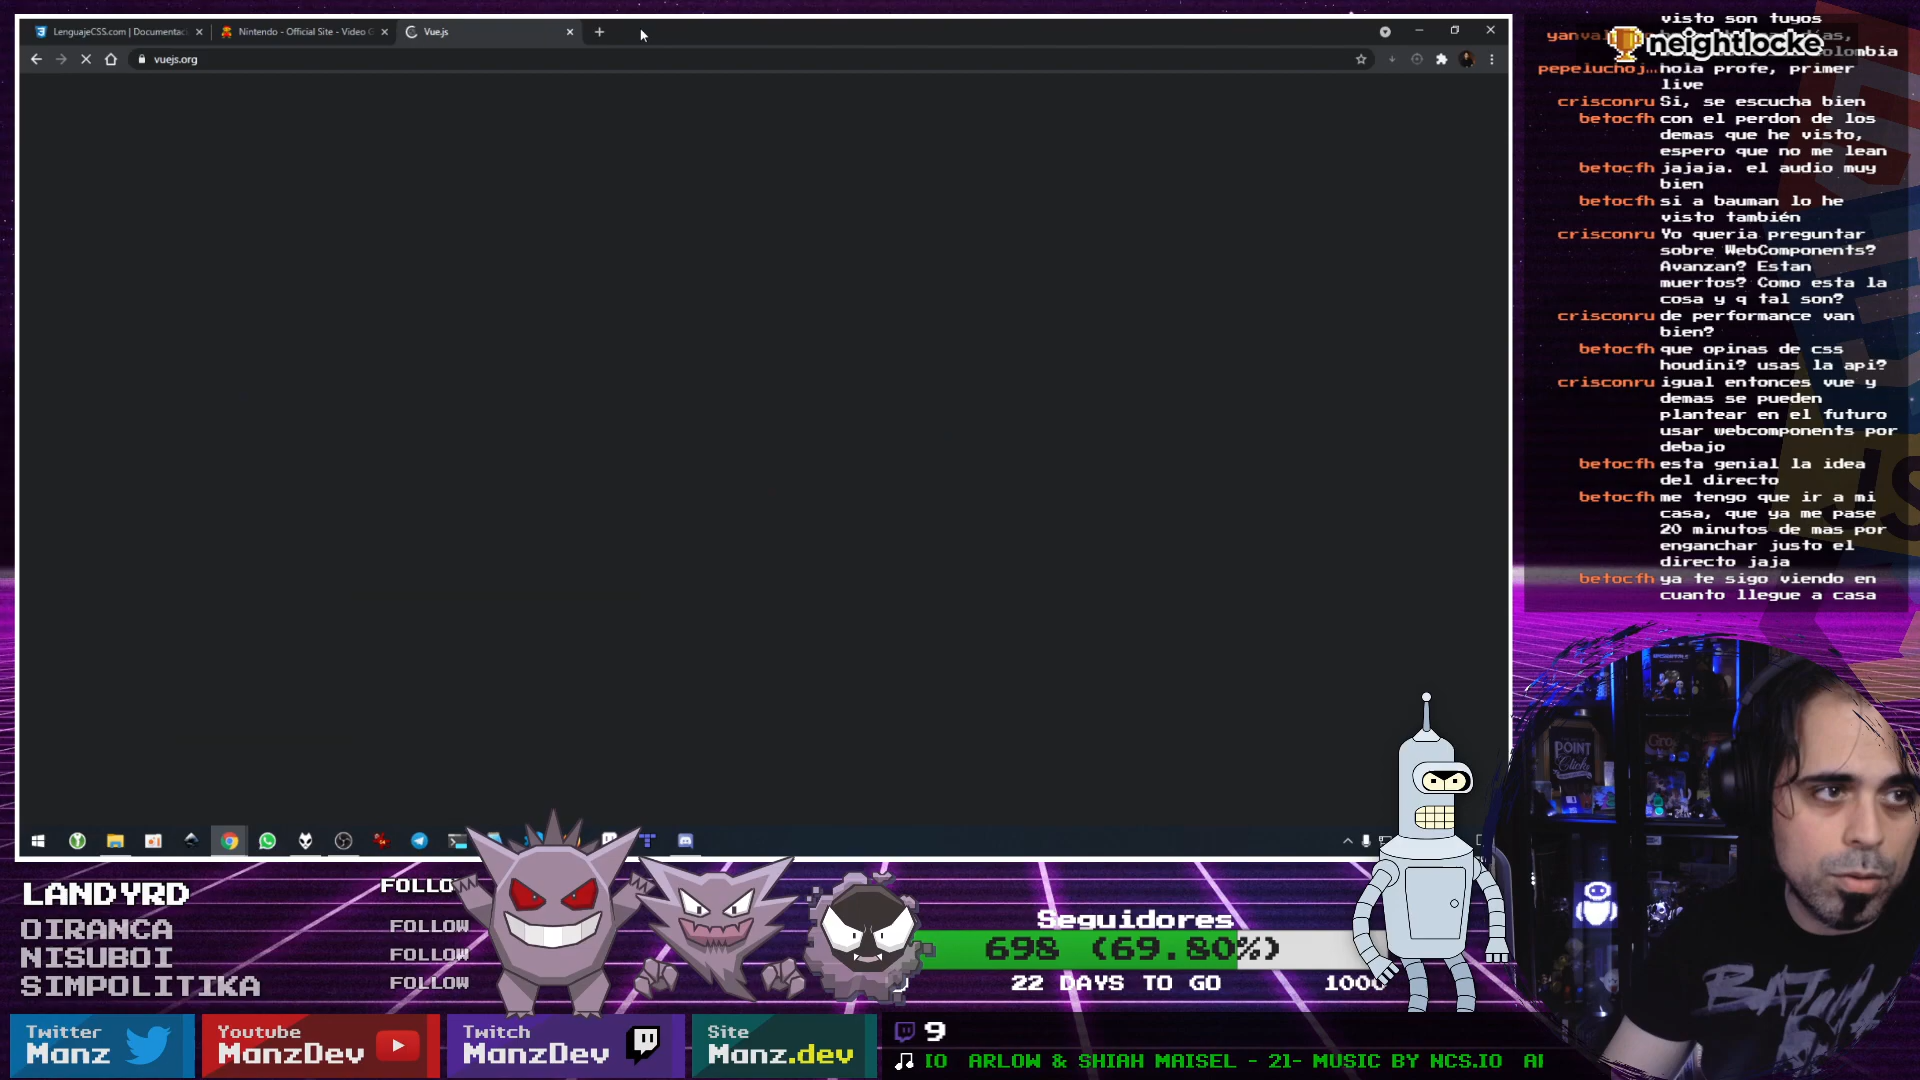 LenguajeCSS.com | Documentac
Nintendo - Official Site - Video G
Vue.js
vuejs.org
visto son tuyos
neightlocke
pepeluchoj... hola profe, primer
live
crisconru Si, se escucha bien
betocfh con el perdon de los
demas que he visto,
espero que no me lean
betocfh jajaja. el audio muy
bien
betocfh si a bauman lo he
visto también
crisconru Yo queria preguntar
sobre WebComponents?
Avanzan? Estan
muertos? Como esta la
cosa y q tal son?
crisconru de performance van
bien?
betocfh que opinas de css
houdini? usas la api?
crisconru igual entonces vue y
demas se pueden
plantear en el futuro
usar webcomponents por
debajo
betocfh esta genial la idea
del directo
betocfh me tengo que ir a mi
casa, que ya me pase
20 minutos de mas por
enganchar justo el
directo jaja
betocfh ya te sigo viendo en
cuanto llegue a casa
POINT
Click
LANDYRD FOLLO
OIRANCA FOLLOW
NISUBOI FOLLOW
SIMPOLITIKA FOLLOW
Seguidores
698 (69.80%)
22 DAYS TO GO
1000
Twitter
Manz
Youtube
ManzDev
Twitch
ManzDev
Site
Manz.dev
9
IO ARLOW & SHIAH MAISEL - 21- MUSIC BY NCS.IO AI